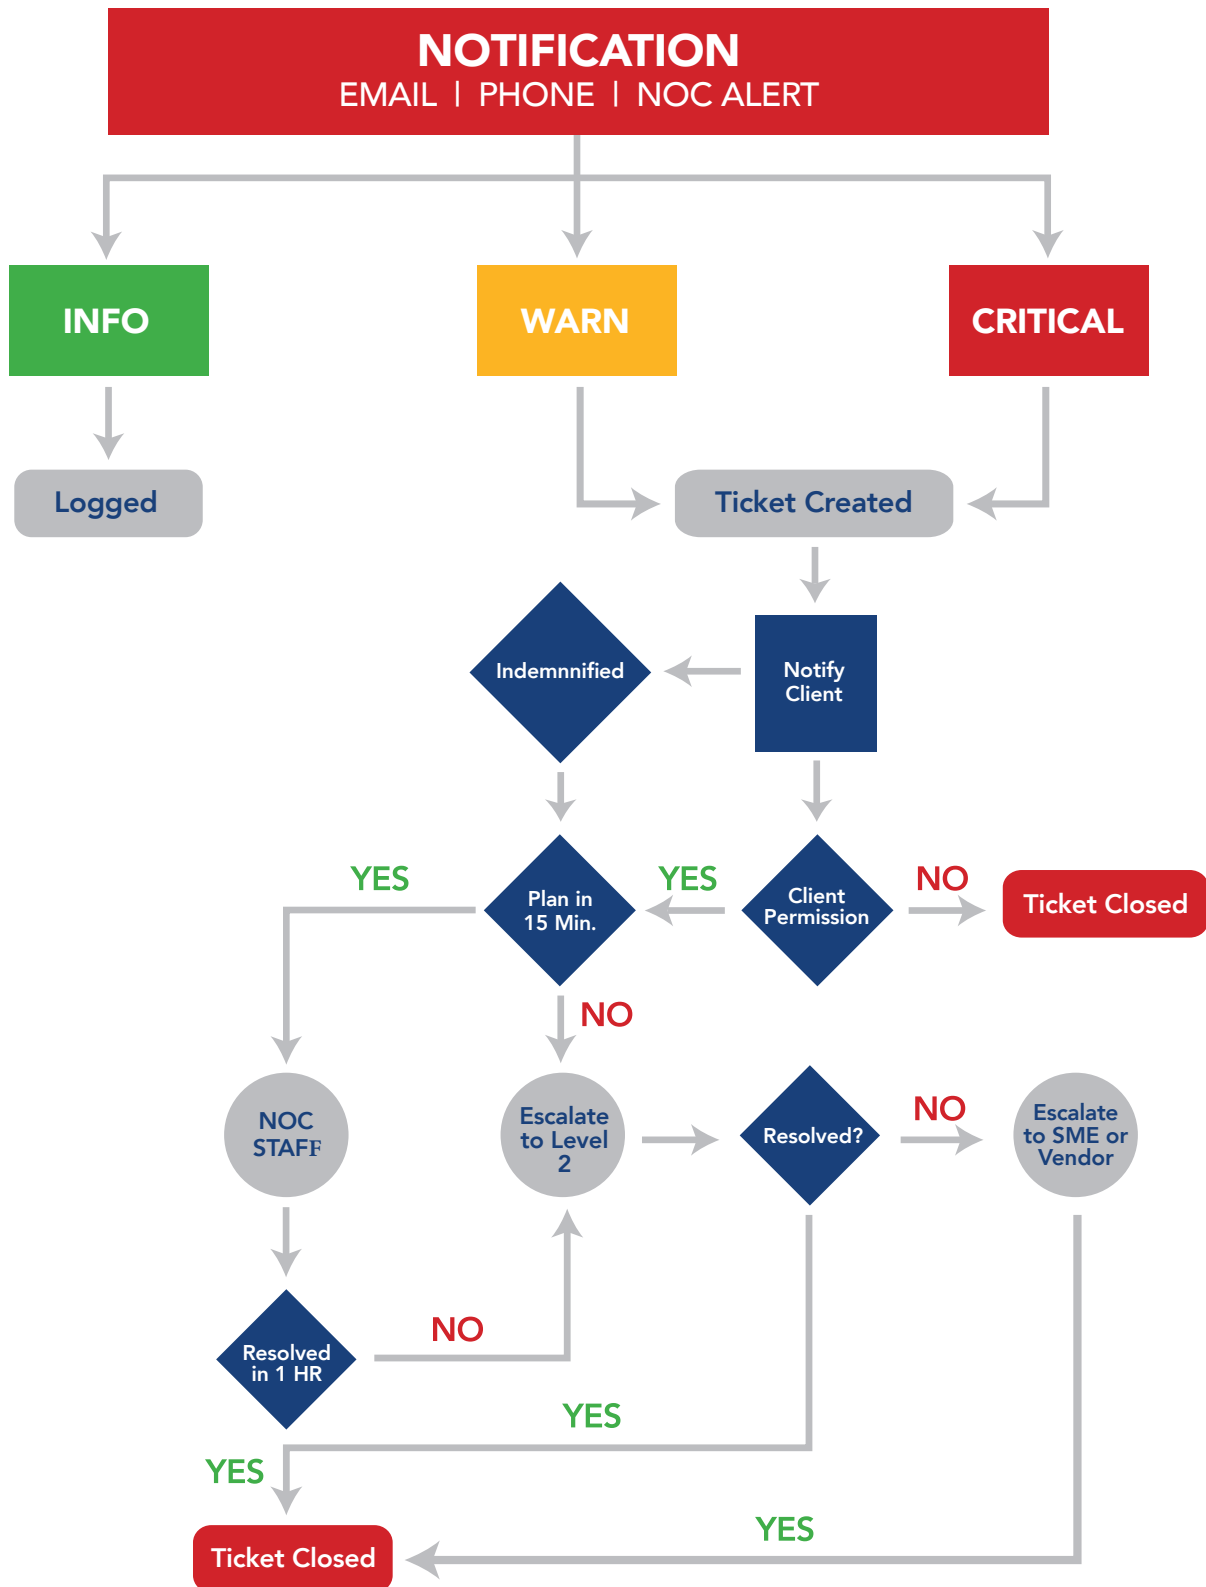 NOTIFICATION
EMAIL | PHONE | NOC ALERT
INFO
WARN
CRITICAL
Logged
Ticket Created
Indemnnified
Notify
Client
YES
Plan in
15 Min.
YES
Client
Permission
NO
Ticket Closed
NO
NOC
STAFF
Escalate
to Level
2
Resolved?
NO
Escalate
to SME or
Vendor
Resolved
in 1 HR
NO
YES
YES
YES
Ticket Closed